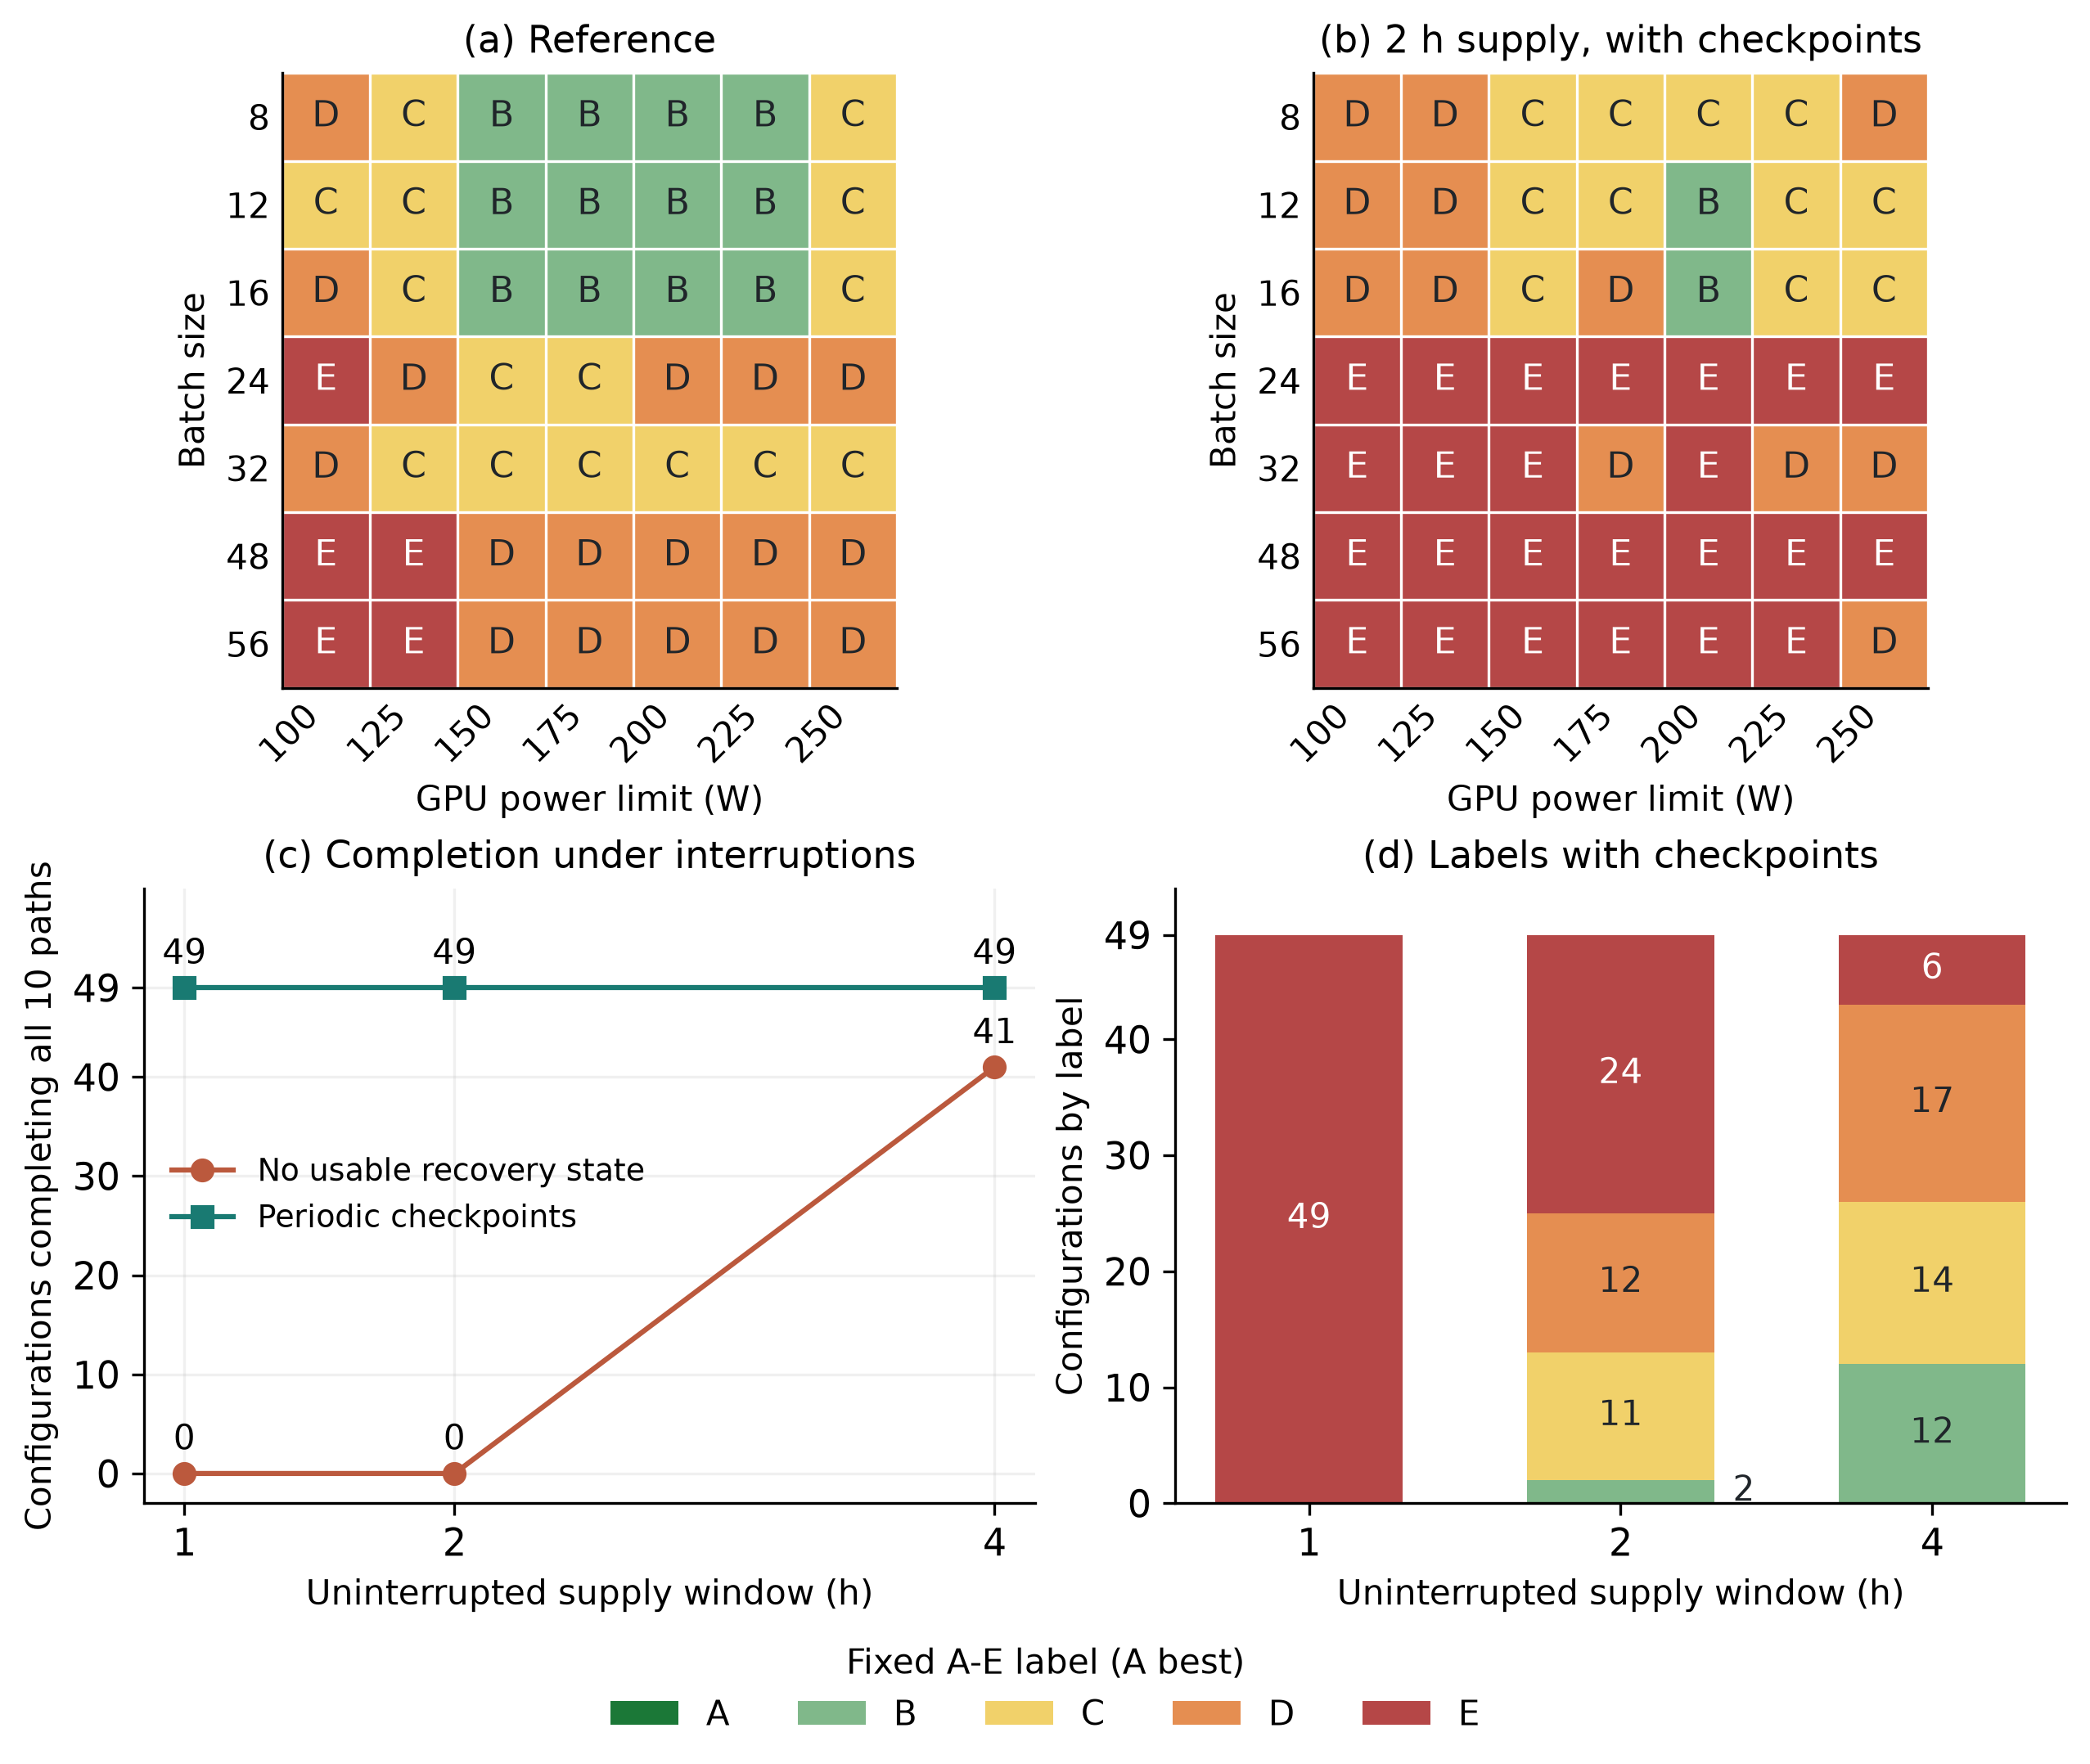 (a) Reference
Batch size
8 D C B B B B C
12 C C B B B B C
16 D C B B B B C
24 E D C C D D D
32 D C C C C C C
48 E E D D D D D
56 E E D D D D D
100 125 150 175 200 225 250
GPU power limit (W)
(b) 2 h supply, with checkpoints
Batch size
8 D D C C C C D
12 D D C C B C C
16 D D C D B C C
24 E E E E E E E
32 E E E D E D D
48 E E E E E E E
56 E E E E E E D
100 125 150 175 200 225 250
GPU power limit (W)
(c) Completion under interruptions
Configurations completing all 10 paths
49 49 49
49
41
40
No usable recovery state
30
Periodic checkpoints
20
10
0 0
0
1 2 4
Uninterrupted supply window (h)
(d) Labels with checkpoints
Configurations by label
49
6
40
24
17
30
49
20
12
14
10
11
12
2
0
1 2 4
Uninterrupted supply window (h)
Fixed A-E label (A best)
A B C D E